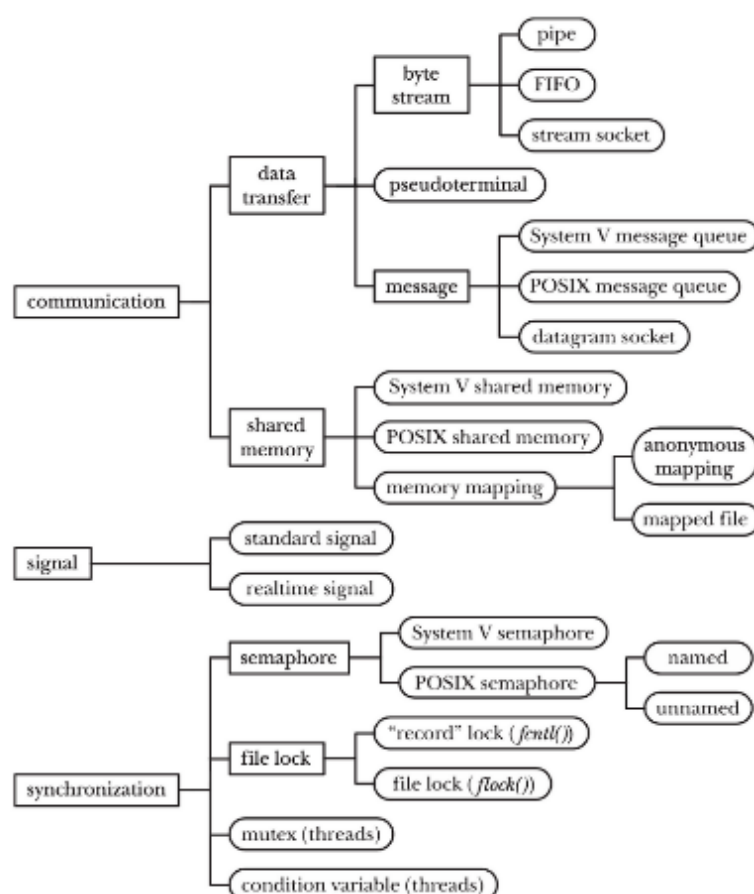 pipe
byte
stream
FIFO
stream socket
data
transfer
pseudoterminal
System V message queue
message
POSIX message queue
communication
datagram socket
System V shared memory
shared
memory
POSIX shared memory
anonymous
mapping
memory mapping
mapped file
standard signal
signal
realtime signal
System V semaphore
semaphore
named
POSIX semaphore
unnamed
"record" lock (fcntl())
file lock
file lock (flock())
synchronization
mutex (threads)
condition variable (threads)